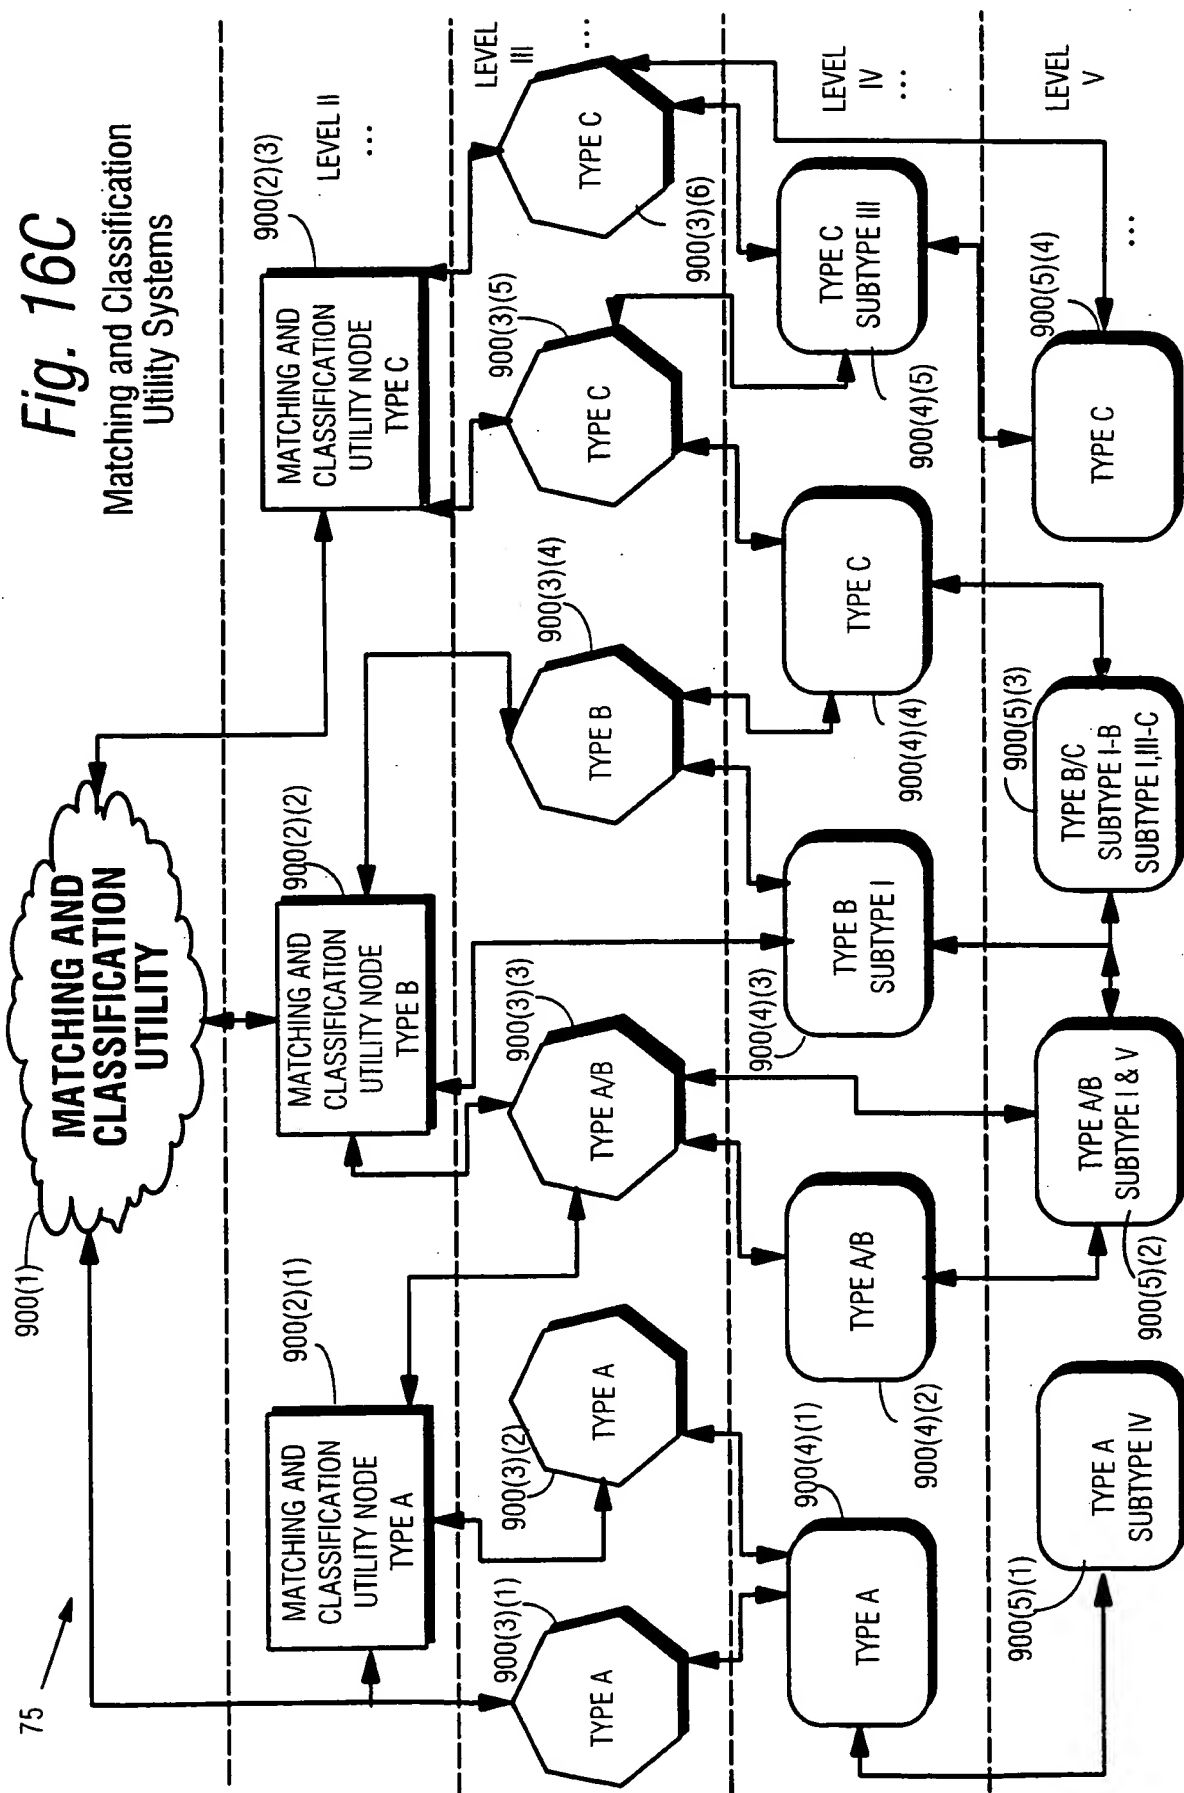 Fig. 16C
Matching and Classification
Utility Systems
75
900(1)
MATCHING AND
CLASSIFICATION
UTILITY
LEVEL II
...
900(2)(1)
MATCHING AND
CLASSIFICATION
UTILITY NODE
TYPE A
900(2)(2)
MATCHING AND
CLASSIFICATION
UTILITY NODE
TYPE B
900(2)(3)
MATCHING AND
CLASSIFICATION
UTILITY NODE
TYPE C
LEVEL
III
...
900(3)(1)
TYPE A
900(3)(2)
TYPE A
900(3)(3)
TYPE A/B
900(3)(4)
TYPE B
900(3)(5)
TYPE C
900(3)(6)
TYPE C
LEVEL
IV
...
900(4)(1)
TYPE A
900(4)(2)
TYPE A/B
900(4)(3)
TYPE B
SUBTYPE I
900(4)(4)
TYPE C
900(4)(5)
TYPE C
SUBTYPE III
LEVEL
V
...
900(5)(1)
TYPE A
SUBTYPE IV
900(5)(2)
TYPE A/B
SUBTYPE I & V
900(5)(3)
TYPE B/C
SUBTYPE I-B
SUBTYPE I,III-C
900(5)(4)
TYPE C